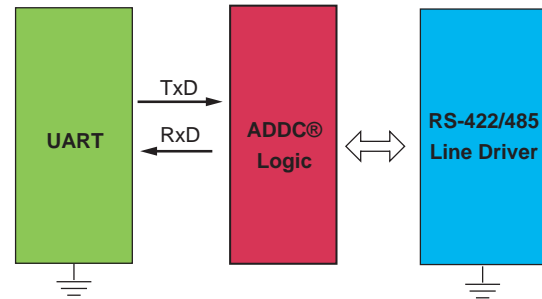 UART
TxD
RxD
ADDC®
Logic
RS-422/485
Line Driver